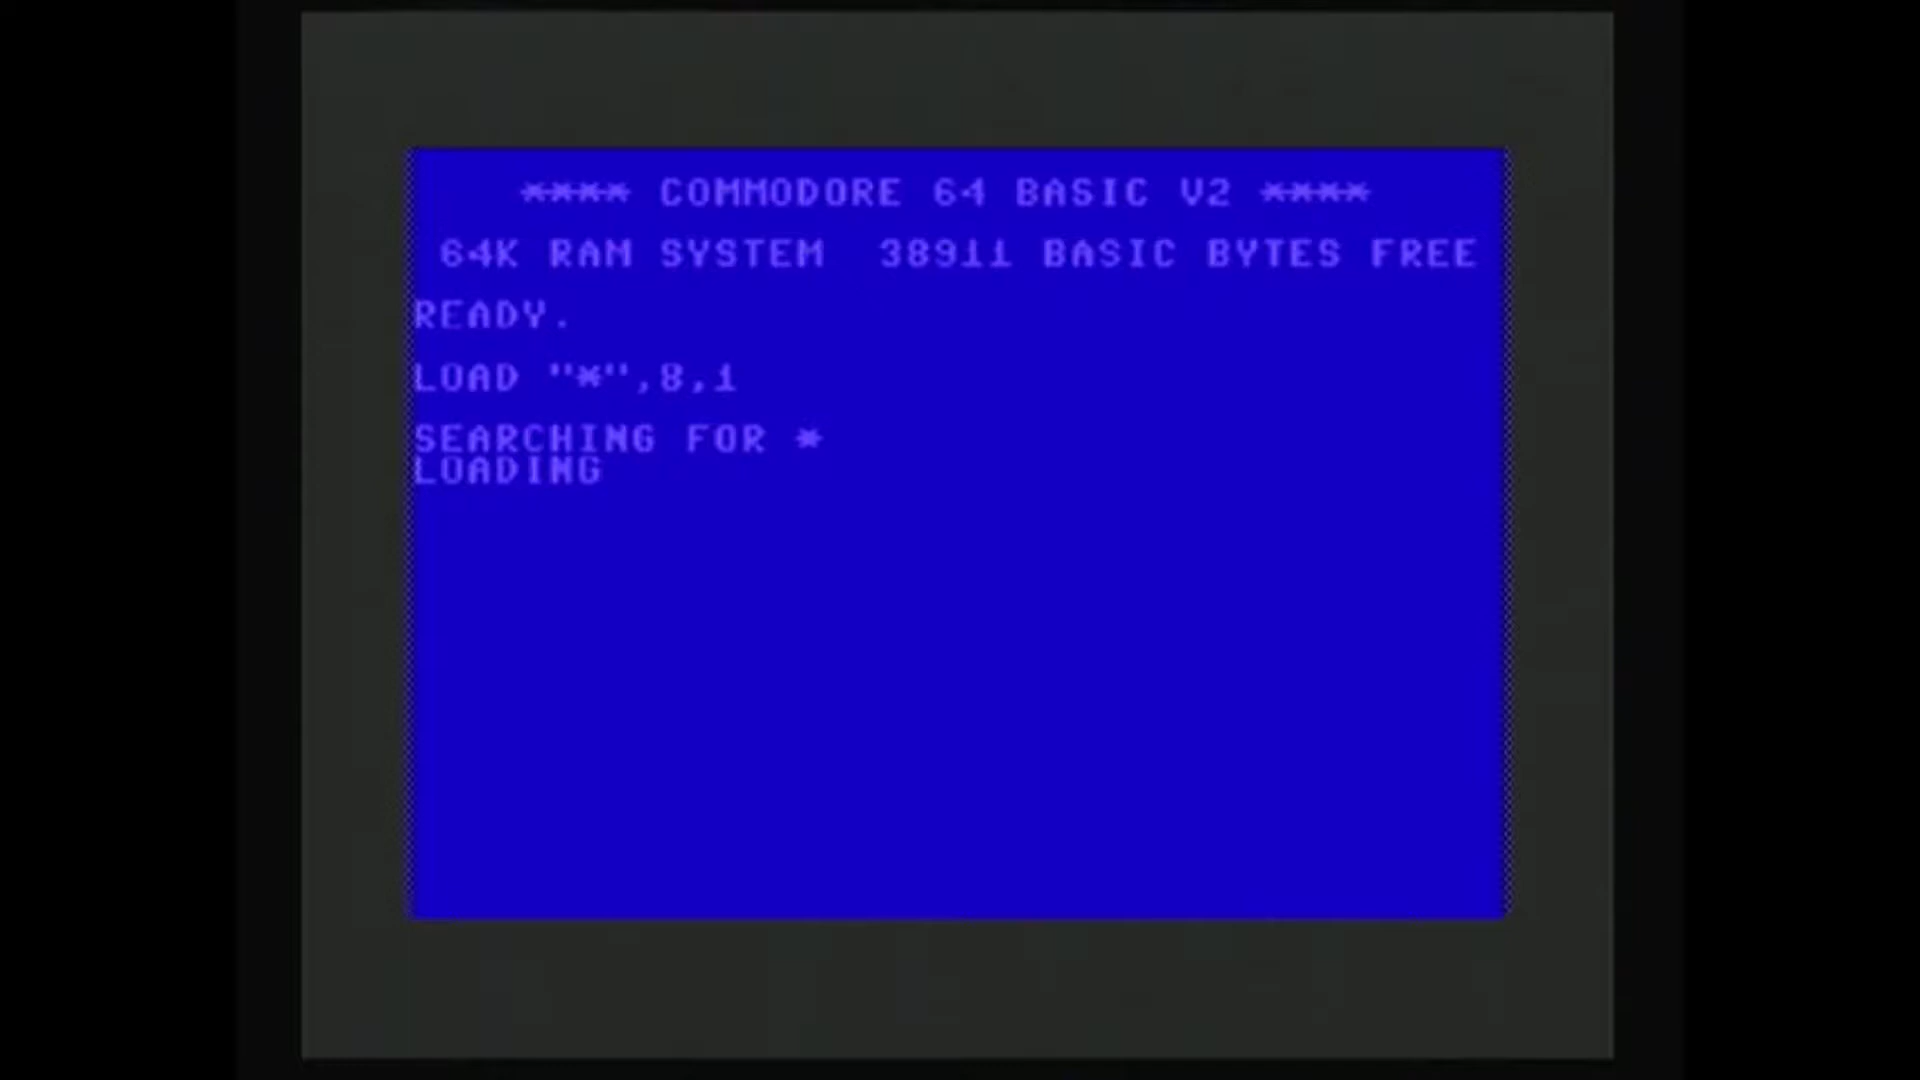 **** COMMODORE 64 BASIC V2 ****
64K RAM SYSTEM  38911 BASIC BYTES FREE
READY.
LOAD "*",8,1
SEARCHING FOR *
LOADING